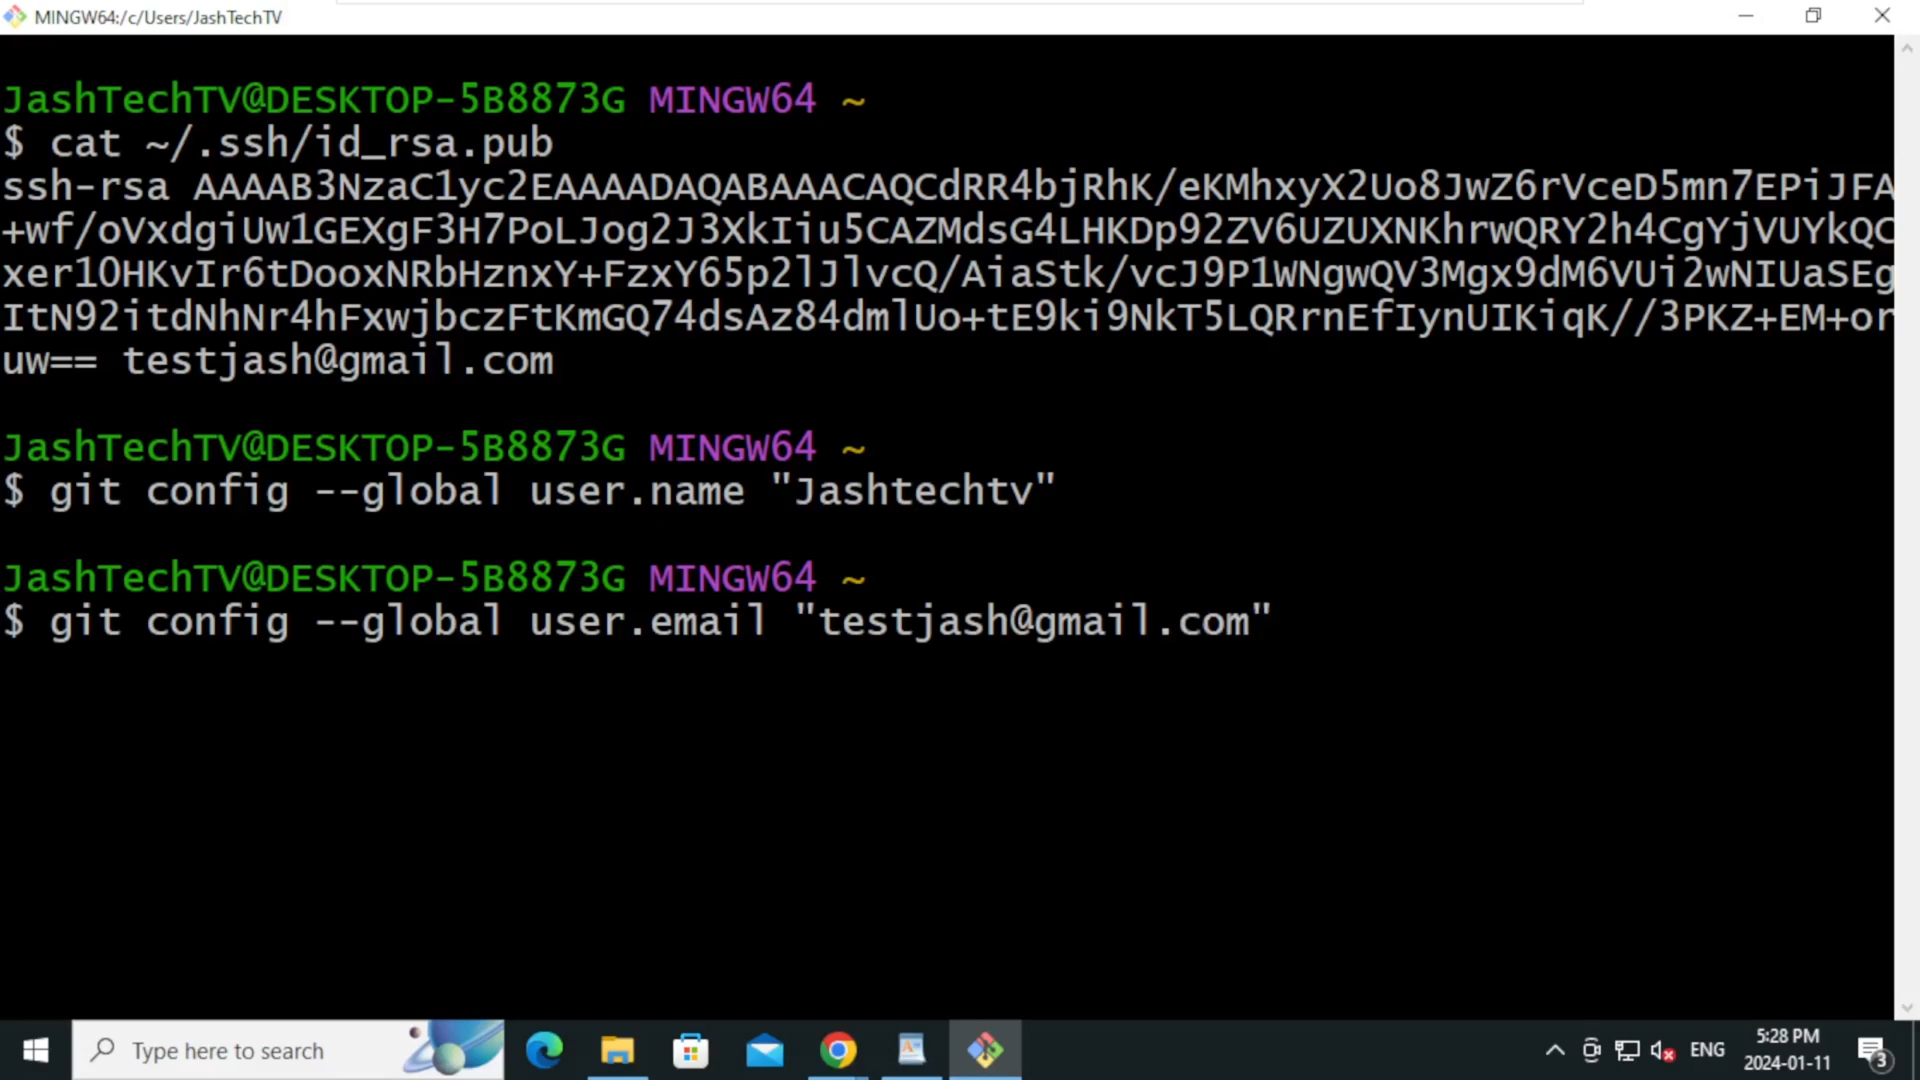 MINGW64:/c/Users/JashTechTV
JashTechTV@DESKTOP-5B8873G MINGW64 ~
$ cat ~/.ssh/id_rsa.pub
ssh-rsa AAAAB3NzaC1yc2EAAAADAQABAAACAQCdRR4bjRhK/eKMhxyX2Uo8JwZ6rVceD5mn7EPiJFA
+wf/oVxdgiUw1GEXgF3H7PoLJog2J3XkIiu5CAZMdsG4LHKDp92ZV6UZUXNKhrwQRY2h4CgYjVUYkQC
xer1OHKvIr6tDooxNRbHznxY+FzxY65p2lJlvcQ/AiaStk/vcJ9P1WNgwQV3Mgx9dM6VUi2wNIUaSEg
ItN92itdNhNr4hFxwjbczFtKmGQ74dsAz84dmlUo+tE9ki9NkT5LQRrnEfIynUIKiqK//3PKZ+EM+or
uw== testjash@gmail.com
JashTechTV@DESKTOP-5B8873G MINGW64 ~
$ git config --global user.name "Jashtechtv"
JashTechTV@DESKTOP-5B8873G MINGW64 ~
$ git config --global user.email "testjash@gmail.com"
Type here to search
ENG
5:28 PM
2024-01-11
3